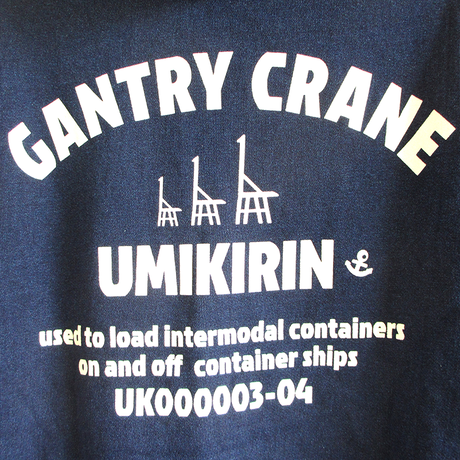 GANTRY CRANE
UMIKIRIN
used to load intermodal containers
on and off container ships
UK000003-04